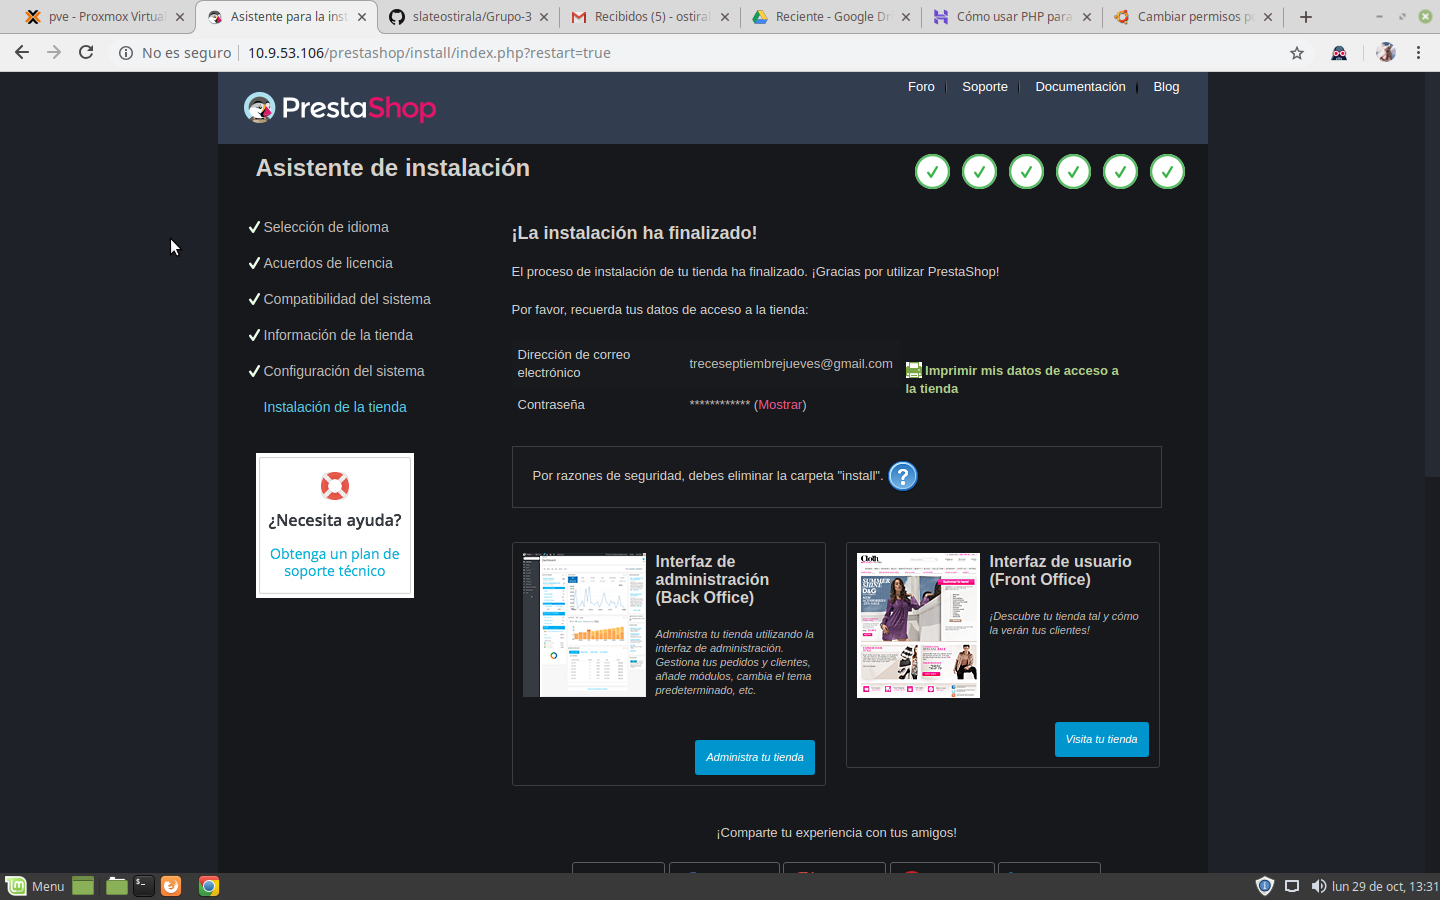 pve - Proxmox Virtual
Asistente para la inst
slateostirala/Grupo-3
Recibidos (5) - ostiral
Reciente - Google Dri
Cómo usar PHP para
Cambiar permisos po
No es seguro
10.9.53.106/prestashop/install/index.php?restart=true
Foro
Soporte
Documentación
Blog
PrestaShop
Asistente de instalación
Selección de idioma
Acuerdos de licencia
Compatibilidad del sistema
Información de la tienda
Configuración del sistema
Instalación de la tienda
¿Necesita ayuda?
Obtenga un plan de
soporte técnico
¡La instalación ha finalizado!
El proceso de instalación de tu tienda ha finalizado. ¡Gracias por utilizar PrestaShop!
Por favor, recuerda tus datos de acceso a la tienda:
Dirección de correo
electrónico
treceseptiembrejueves@gmail.com
Contraseña
************ (Mostrar)
Imprimir mis datos de acceso a
la tienda
Por razones de seguridad, debes eliminar la carpeta "install". ?
Interfaz de
administración
(Back Office)
Administra tu tienda utilizando la
interfaz de administración.
Gestiona tus pedidos y clientes,
añade módulos, cambia el tema
predeterminado, etc.
Administra tu tienda
Interfaz de usuario
(Front Office)
¡Descubre tu tienda tal y cómo
la verán tus clientes!
Visita tu tienda
¡Comparte tu experiencia con tus amigos!
Menu
lun 29 de oct, 13:31